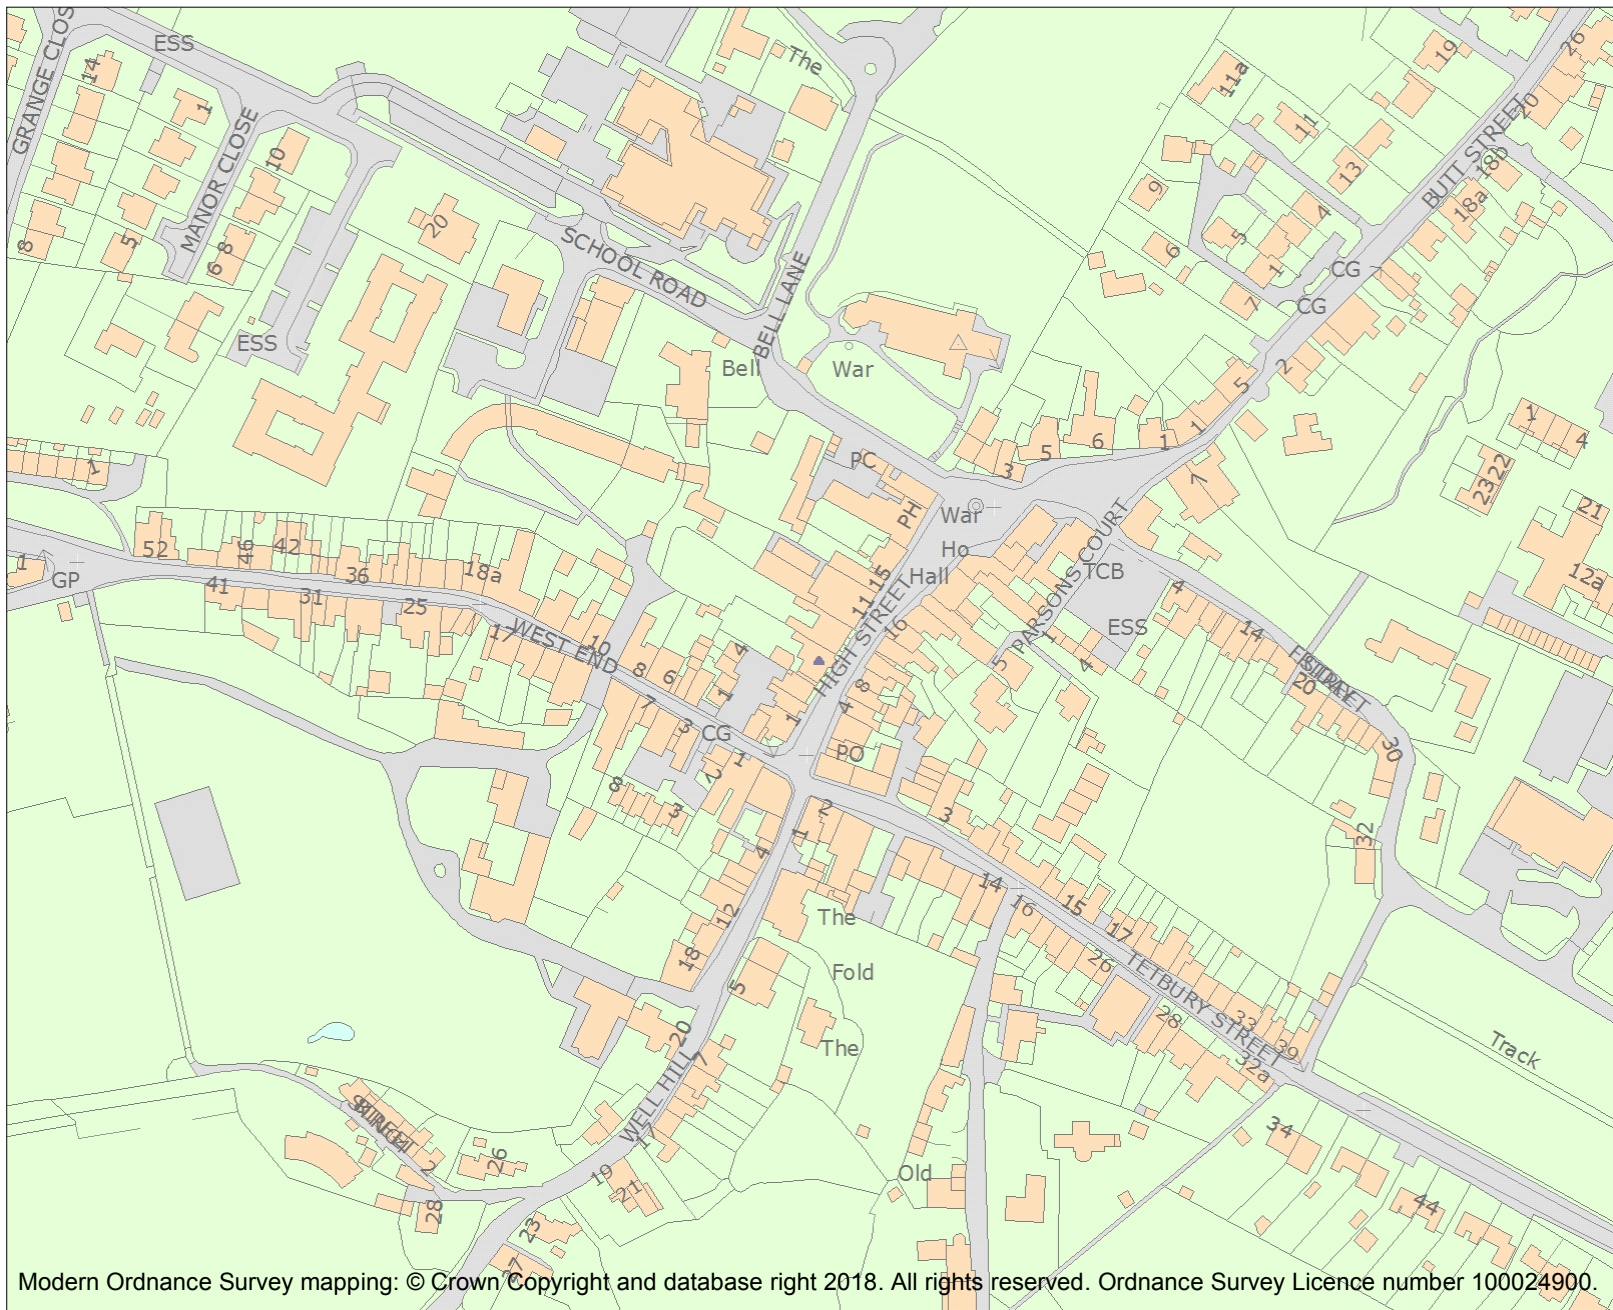 ESS
GRANGE CLOS
14
1
MANOR CLOSE
10
8
5
8
6
ESS
20
SCHOOL ROAD
BELL LANE
The
Bell
War
11a
19
26
20
11
13
BUTT STREET
18b
18a
9
4
5
6
1
7
CG
CG
2
5
1
1
6
5
3
7
PC
PH
War
Ho
Hall
15
11
HIGH STREET
16
8
4
1
PO
PARSONS COURT
TCB
ESS
1
4
5
4
14
20
30
32
1
4
22
23
21
12a
1
52
46
42
36
18a
1
GP
41
31
25
17
WEST END
10
8
6
4
1
7
3
CG
1
2
8
3
2
1
4
3
12
18
5
20
7
WELL HILL
17
19
21
23
27
The
Fold
The
Old
14
16
15
17
26
TETBURY STREET
28
33
39
32a
34
44
Track
2
26
28
Modern Ordnance Survey mapping: © Crown Copyright and database right 2018. All rights reserved. Ordnance Survey Licence number 100024900.